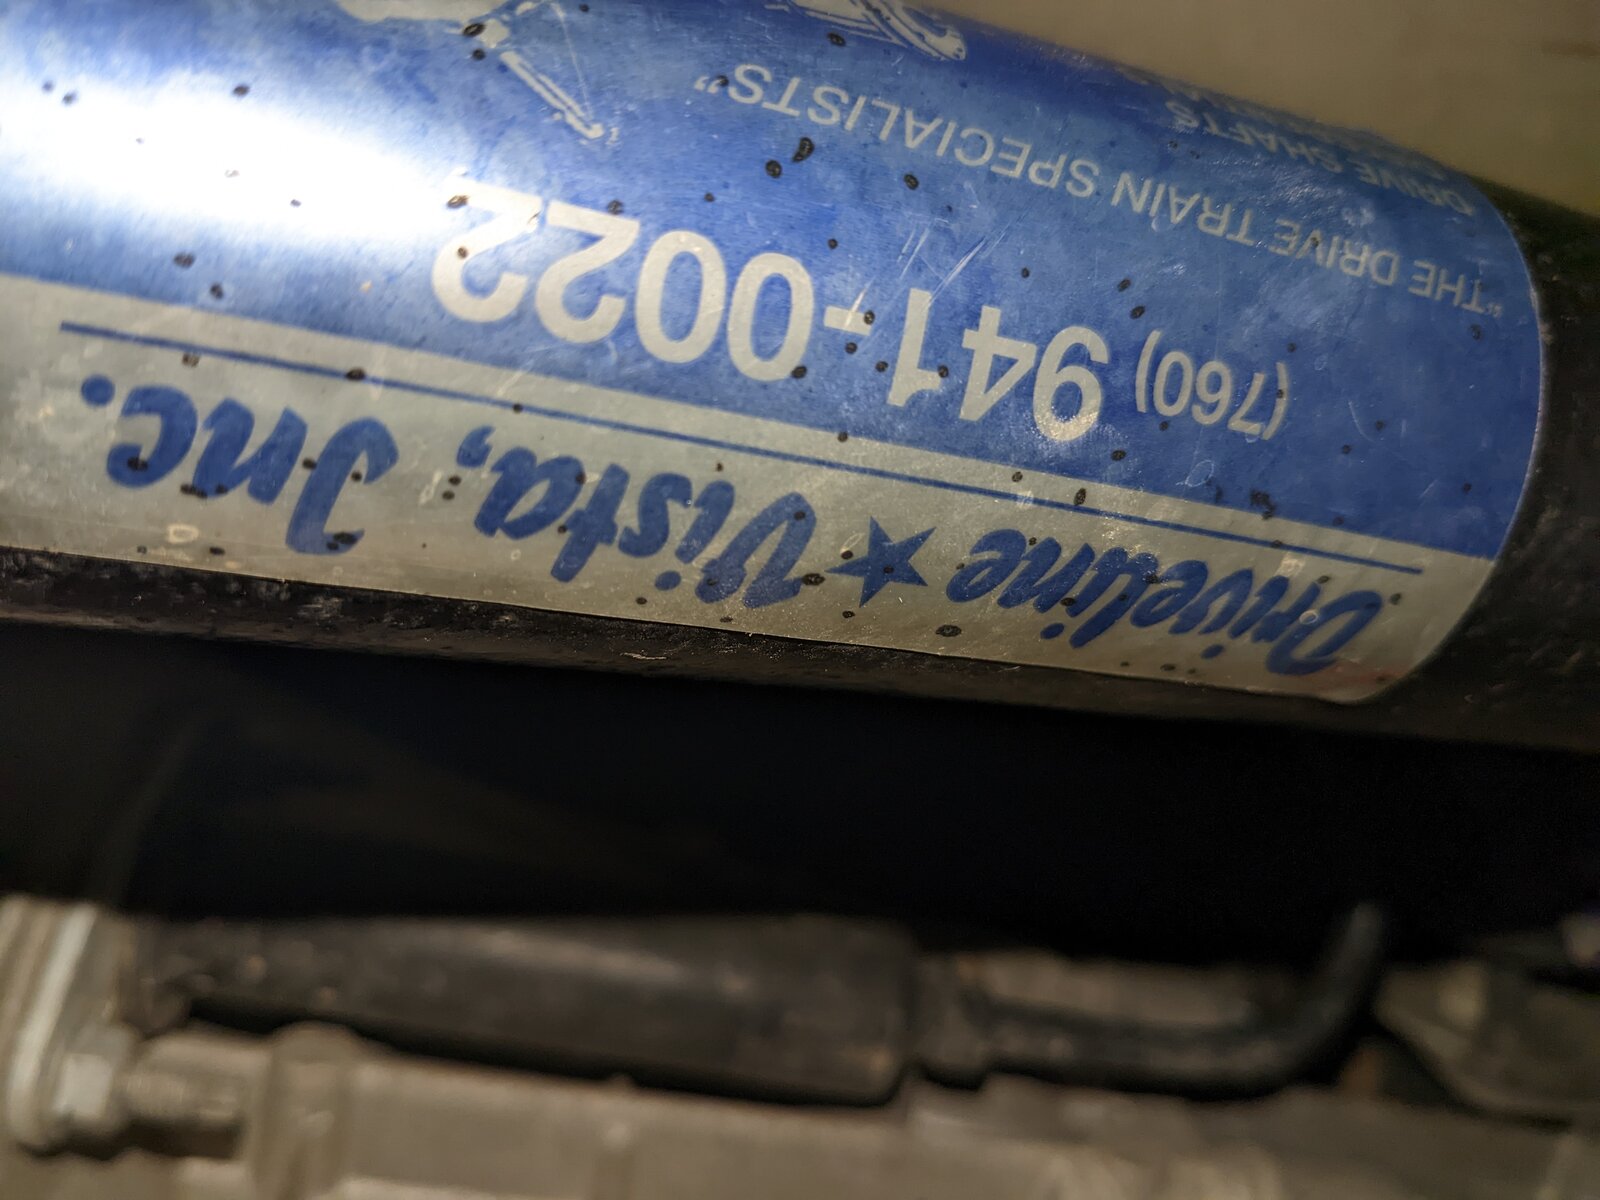 Driveline ★ Vista, Inc.
(760) 941-0022
"THE DRIVE TRAIN SPECIALISTS"
DRIVE SHAFTS